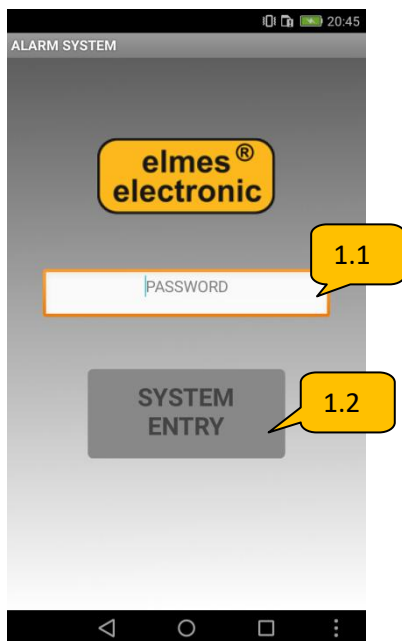 20:45
ALARM SYSTEM
elmes ®
electronic
1.1
PASSWORD
SYSTEM
ENTRY
1.2